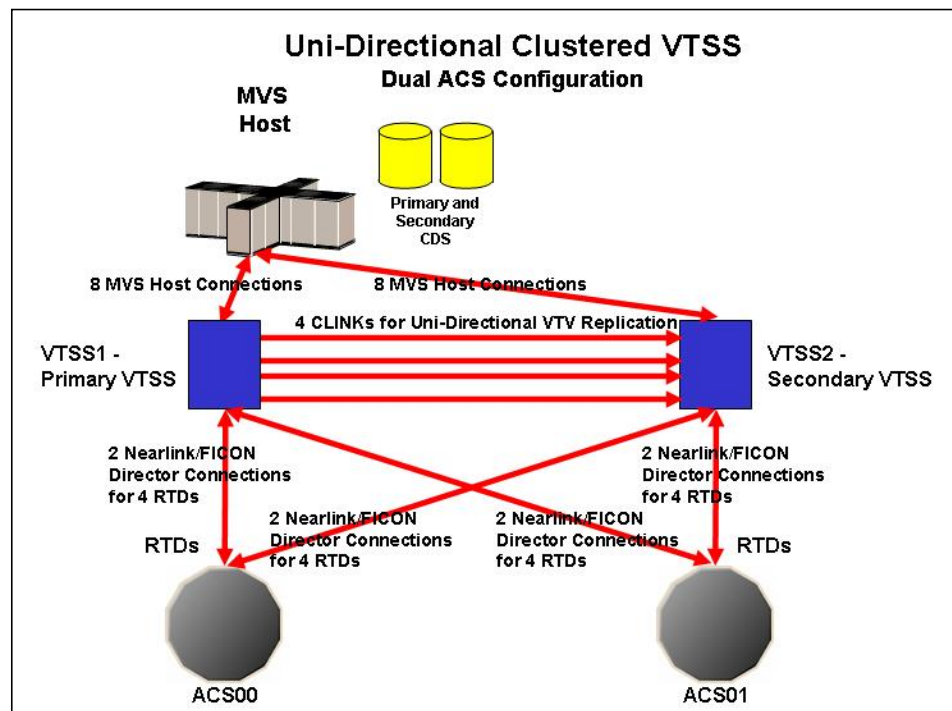 Uni-Directional Clustered VTSS
Dual ACS Configuration
MVS
Host
Primary and
Secondary
CDS
8 MVS Host Connections
8 MVS Host Connections
4 CLINKs for Uni-Directional VTV Replication
VTSS1 -
Primary VTSS
VTSS2 -
Secondary VTSS
2 Nearlink/FICON
Director Connections
for 4 RTDs
2 Nearlink/FICON
Director Connections
for 4 RTDs
2 Nearlink/FICON
Director Connections
for 4 RTDs
2 Nearlink/FICON
Director Connections
for 4 RTDs
RTDs
RTDs
ACS00
ACS01